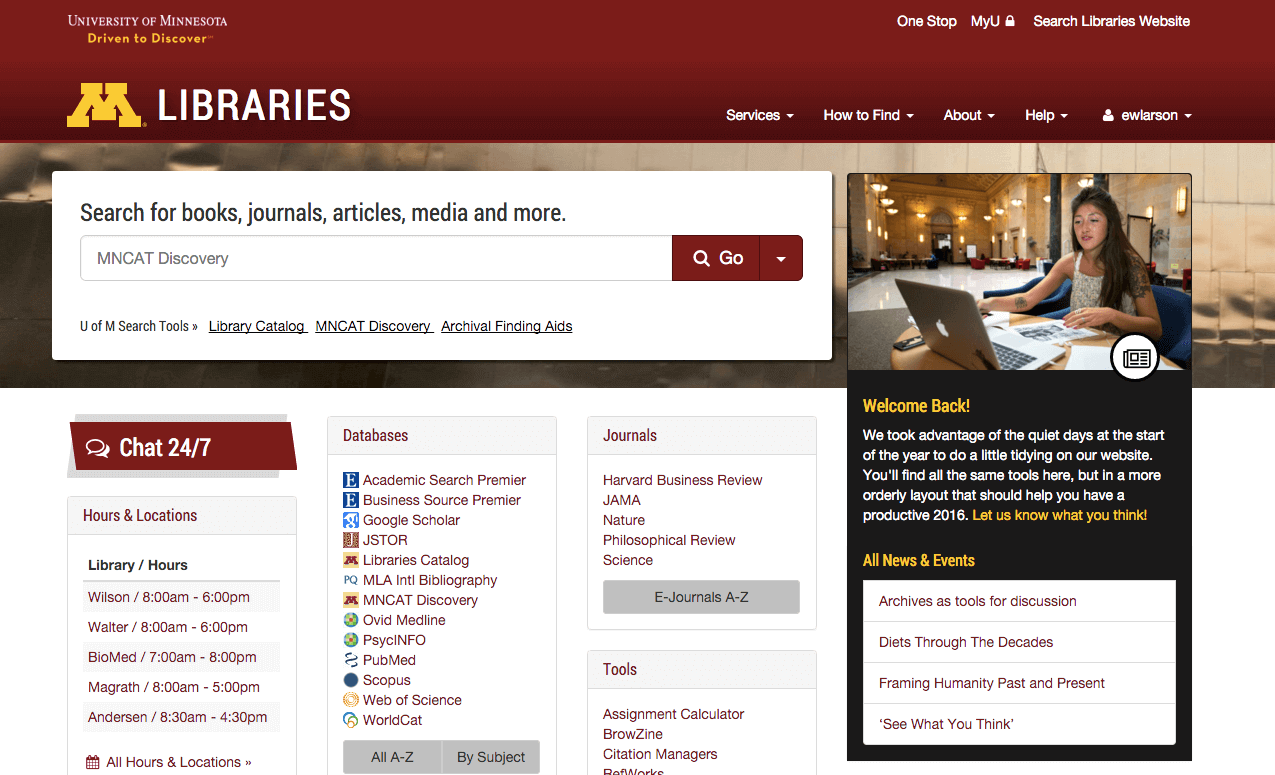 UNIVERSITY OF MINNESOTA
Driven to Discover℠
One Stop MyU Search Libraries Website
M® LIBRARIES
Services How to Find About Help ewlarson
Search for books, journals, articles, media and more.
MNCAT Discovery Go
U of M Search Tools » Library Catalog MNCAT Discovery Archival Finding Aids
Chat 24/7
Hours & Locations
Library / Hours
Wilson / 8:00am - 6:00pm
Walter / 8:00am - 6:00pm
BioMed / 7:00am - 8:00pm
Magrath / 8:00am - 5:00pm
Andersen / 8:30am - 4:30pm
All Hours & Locations »
Databases
E Academic Search Premier
E Business Source Premier
Google Scholar
JSTOR
M Libraries Catalog
PQ MLA Intl Bibliography
M MNCAT Discovery
Ovid Medline
PsycINFO
PubMed
Scopus
Web of Science
WorldCat
All A-Z By Subject
Journals
Harvard Business Review
JAMA
Nature
Philosophical Review
Science
E-Journals A-Z
Tools
Assignment Calculator
BrowZine
Citation Managers
RefWorks
Welcome Back!
We took advantage of the quiet days at the start
of the year to do a little tidying on our website.
You'll find all the same tools here, but in a more
orderly layout that should help you have a
productive 2016. Let us know what you think!
All News & Events
Archives as tools for discussion
Diets Through The Decades
Framing Humanity Past and Present
‘See What You Think’